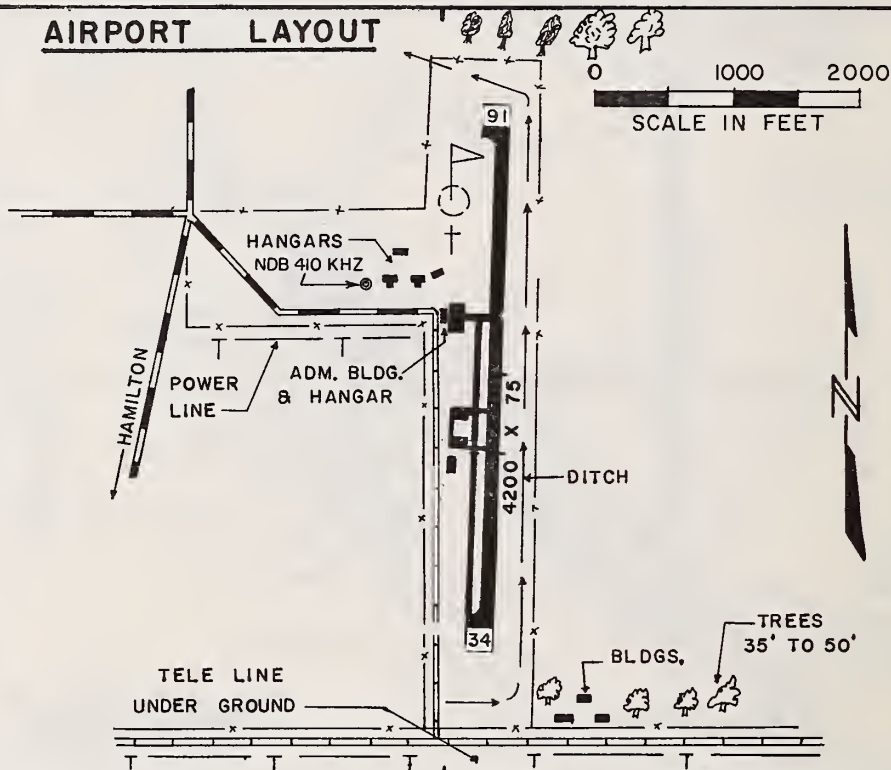 AIRPORT LAYOUT
0 1000 2000
SCALE IN FEET
16
HANGARS
NDB 410 KHZ
HAMILTON
POWER
LINE
ADM. BLDG.
& HANGAR
4200 X 75
N
DITCH
34
TREES
35' TO 50'
BLDGS.
TELE LINE
UNDER GROUND